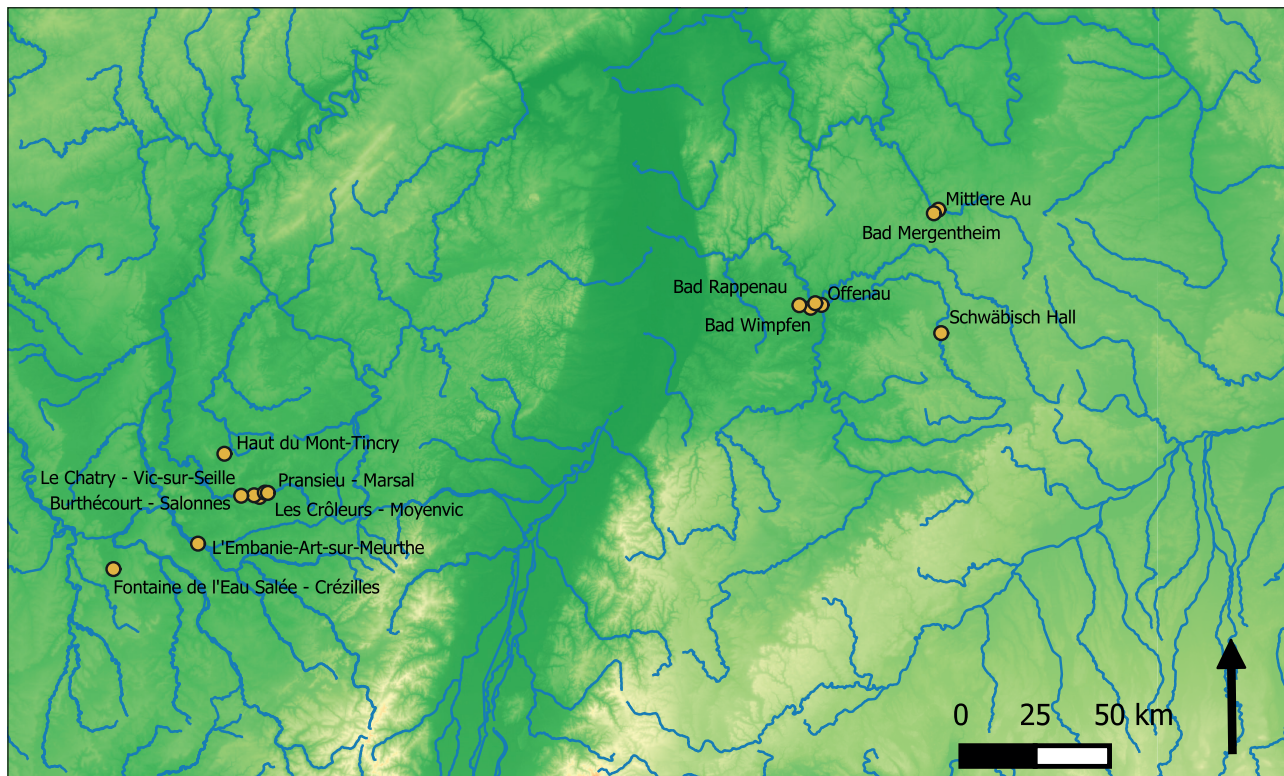 Mittlere Au
Bad Mergentheim
Bad Rappenau
Offenau
Bad Wimpfen
Schwäbisch Hall
Haut du Mont-Tincry
Le Chatry - Vic-sur-Seille
Pransieu - Marsal
Burthécourt - Salonnes
Les Crôleurs - Moyenvic
L'Embanie-Art-sur-Meurthe
Fontaine de l'Eau Salée - Crézilles
0 25 50 km